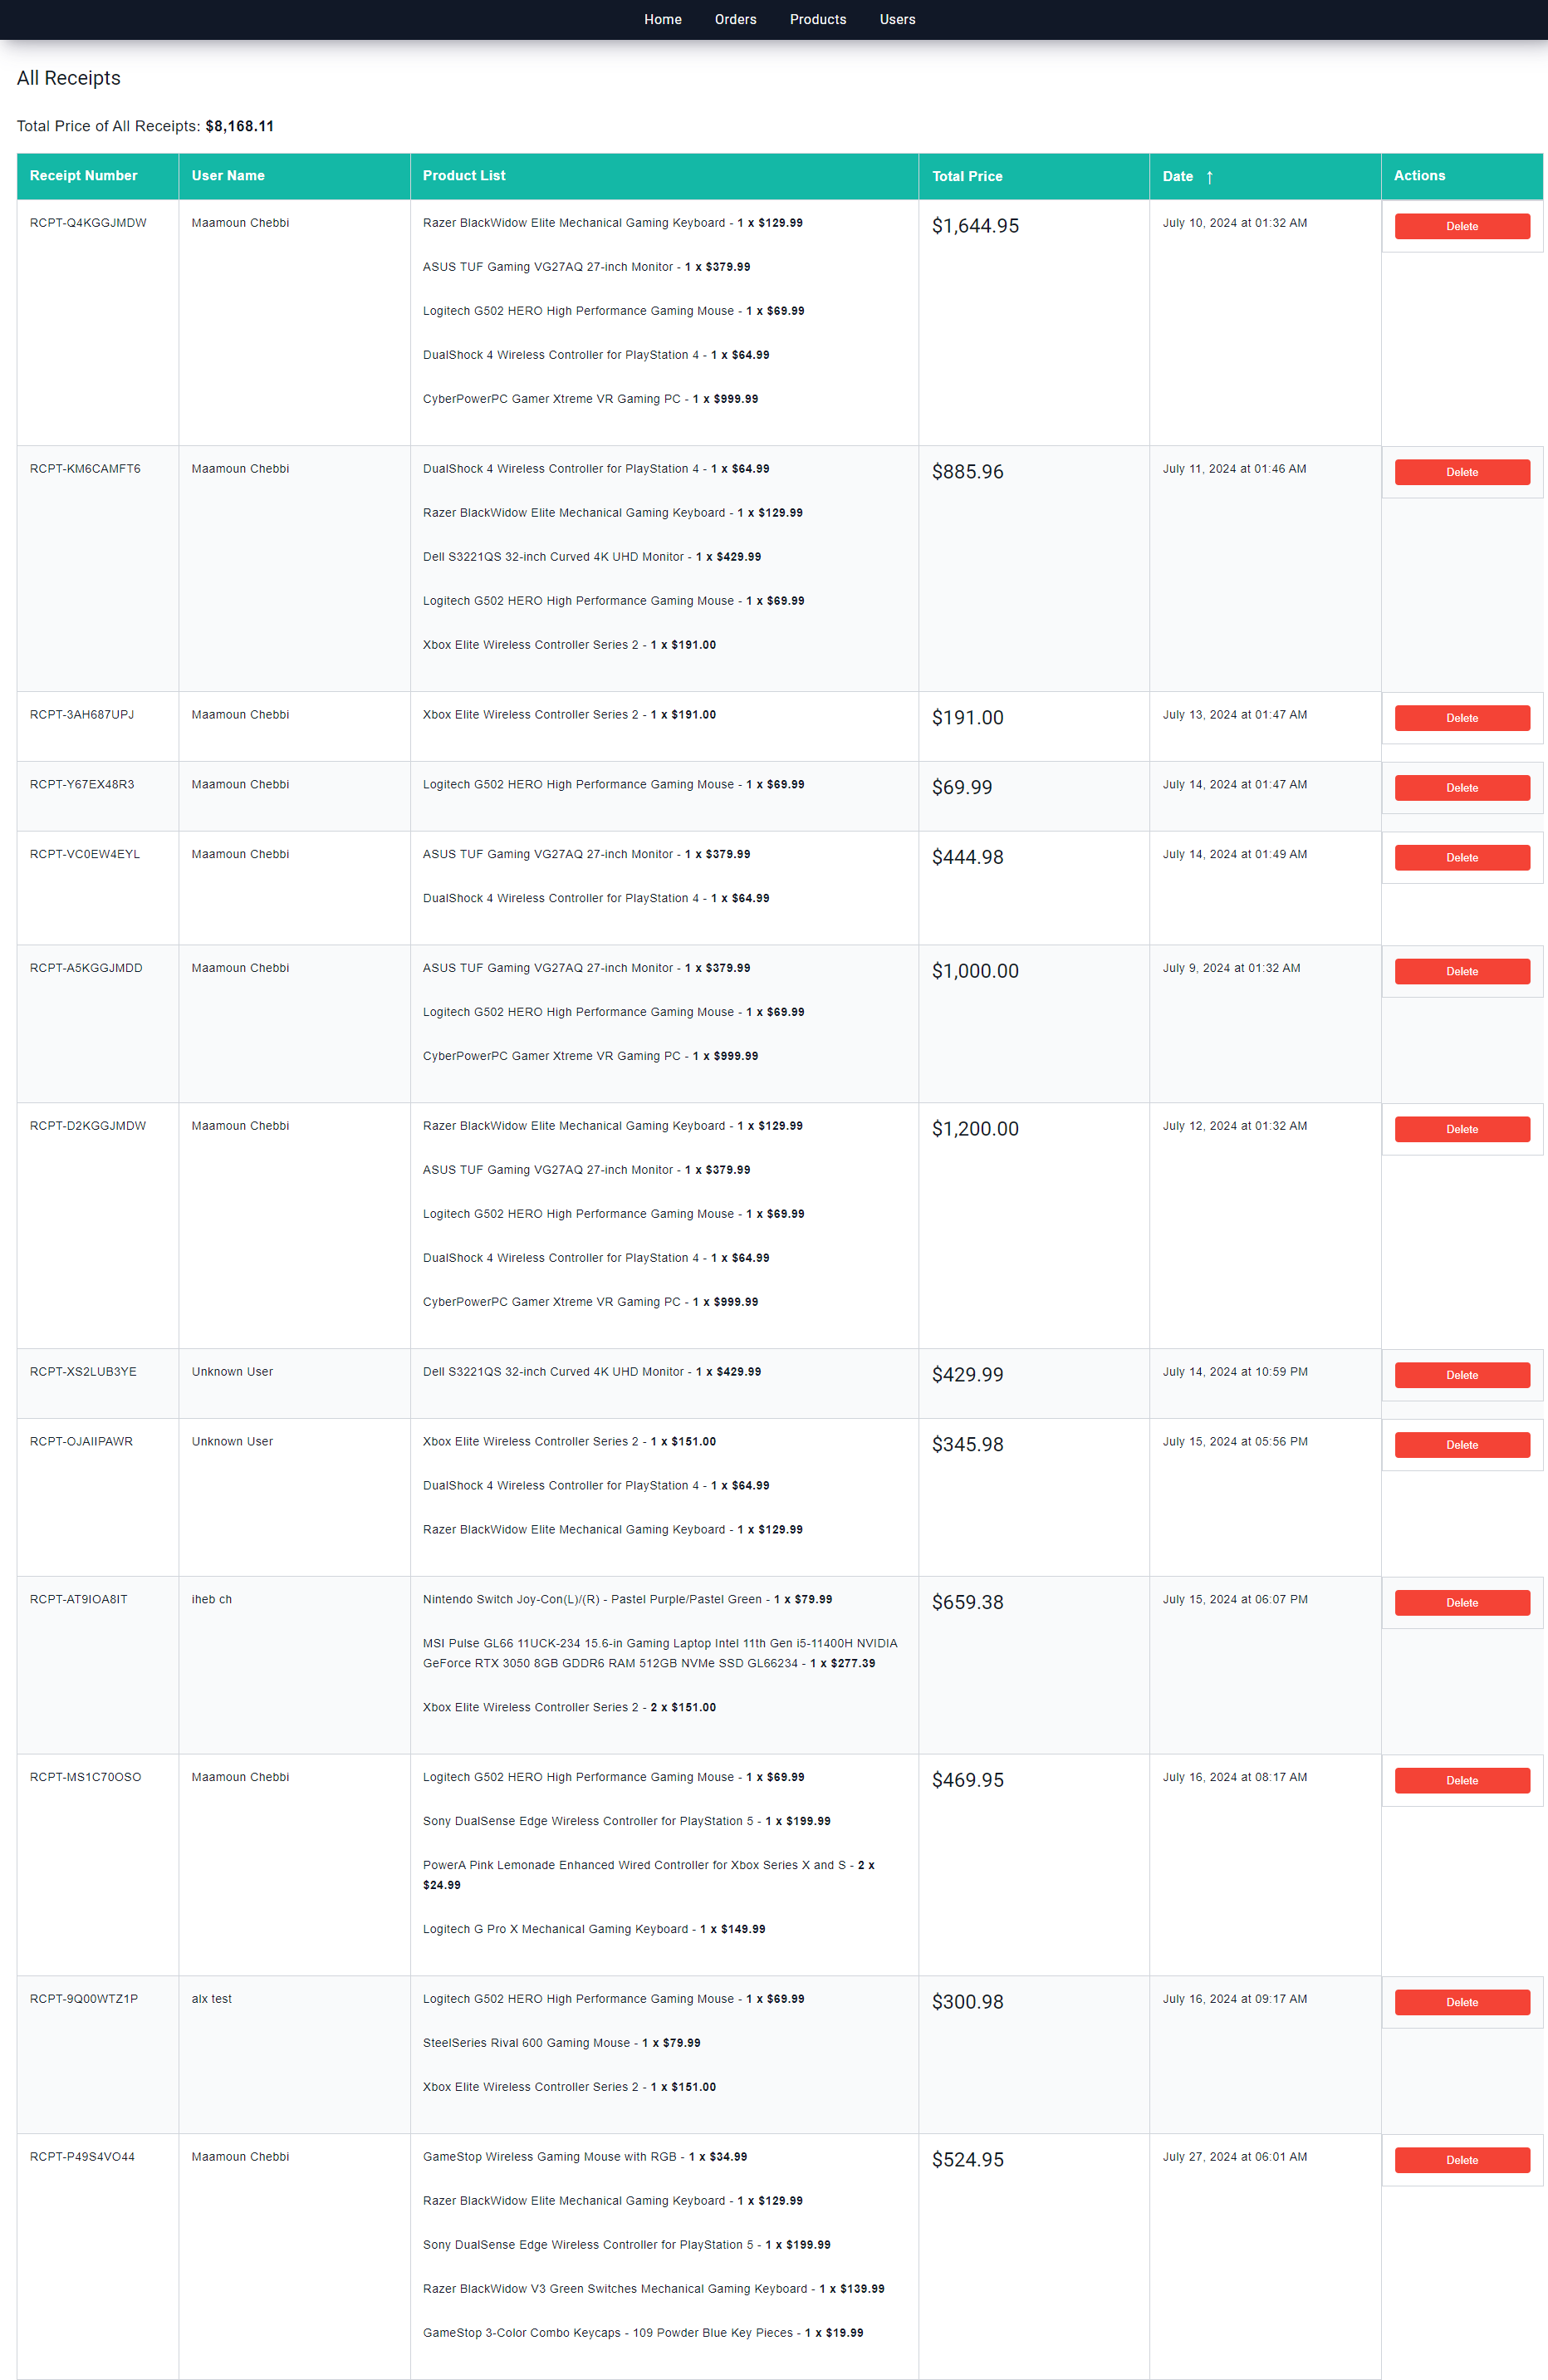 Home Orders Products Users
All Receipts
Total Price of All Receipts: $8,168.11
Receipt Number User Name Product List Total Price Date ↑ Actions
RCPT-Q4KGGJMDW Maamoun Chebbi Razer BlackWidow Elite Mechanical Gaming Keyboard - 1 x $129.99 $1,644.95 July 10, 2024 at 01:32 AM Delete
ASUS TUF Gaming VG27AQ 27-inch Monitor - 1 x $379.99
Logitech G502 HERO High Performance Gaming Mouse - 1 x $69.99
DualShock 4 Wireless Controller for PlayStation 4 - 1 x $64.99
CyberPowerPC Gamer Xtreme VR Gaming PC - 1 x $999.99
RCPT-KM6CAMFT6 Maamoun Chebbi DualShock 4 Wireless Controller for PlayStation 4 - 1 x $64.99 $885.96 July 11, 2024 at 01:46 AM Delete
Razer BlackWidow Elite Mechanical Gaming Keyboard - 1 x $129.99
Dell S3221QS 32-inch Curved 4K UHD Monitor - 1 x $429.99
Logitech G502 HERO High Performance Gaming Mouse - 1 x $69.99
Xbox Elite Wireless Controller Series 2 - 1 x $191.00
RCPT-3AH687UPJ Maamoun Chebbi Xbox Elite Wireless Controller Series 2 - 1 x $191.00 $191.00 July 13, 2024 at 01:47 AM Delete
RCPT-Y67EX48R3 Maamoun Chebbi Logitech G502 HERO High Performance Gaming Mouse - 1 x $69.99 $69.99 July 14, 2024 at 01:47 AM Delete
RCPT-VC0EW4EYL Maamoun Chebbi ASUS TUF Gaming VG27AQ 27-inch Monitor - 1 x $379.99 $444.98 July 14, 2024 at 01:49 AM Delete
DualShock 4 Wireless Controller for PlayStation 4 - 1 x $64.99
RCPT-A5KGGJMDD Maamoun Chebbi ASUS TUF Gaming VG27AQ 27-inch Monitor - 1 x $379.99 $1,000.00 July 9, 2024 at 01:32 AM Delete
Logitech G502 HERO High Performance Gaming Mouse - 1 x $69.99
CyberPowerPC Gamer Xtreme VR Gaming PC - 1 x $999.99
RCPT-D2KGGJMDW Maamoun Chebbi Razer BlackWidow Elite Mechanical Gaming Keyboard - 1 x $129.99 $1,200.00 July 12, 2024 at 01:32 AM Delete
ASUS TUF Gaming VG27AQ 27-inch Monitor - 1 x $379.99
Logitech G502 HERO High Performance Gaming Mouse - 1 x $69.99
DualShock 4 Wireless Controller for PlayStation 4 - 1 x $64.99
CyberPowerPC Gamer Xtreme VR Gaming PC - 1 x $999.99
RCPT-XS2LUB3YE Unknown User Dell S3221QS 32-inch Curved 4K UHD Monitor - 1 x $429.99 $429.99 July 14, 2024 at 10:59 PM Delete
RCPT-OJAIIPAWR Unknown User Xbox Elite Wireless Controller Series 2 - 1 x $151.00 $345.98 July 15, 2024 at 05:56 PM Delete
DualShock 4 Wireless Controller for PlayStation 4 - 1 x $64.99
Razer BlackWidow Elite Mechanical Gaming Keyboard - 1 x $129.99
RCPT-AT9IOA8IT iheb ch Nintendo Switch Joy-Con(L)/(R) - Pastel Purple/Pastel Green - 1 x $79.99 $659.38 July 15, 2024 at 06:07 PM Delete
MSI Pulse GL66 11UCK-234 15.6-in Gaming Laptop Intel 11th Gen i5-11400H NVIDIA
GeForce RTX 3050 8GB GDDR6 RAM 512GB NVMe SSD GL66234 - 1 x $277.39
Xbox Elite Wireless Controller Series 2 - 2 x $151.00
RCPT-MS1C70OSO Maamoun Chebbi Logitech G502 HERO High Performance Gaming Mouse - 1 x $69.99 $469.95 July 16, 2024 at 08:17 AM Delete
Sony DualSense Edge Wireless Controller for PlayStation 5 - 1 x $199.99
PowerA Pink Lemonade Enhanced Wired Controller for Xbox Series X and S - 2 x
$24.99
Logitech G Pro X Mechanical Gaming Keyboard - 1 x $149.99
RCPT-9Q00WTZ1P alx test Logitech G502 HERO High Performance Gaming Mouse - 1 x $69.99 $300.98 July 16, 2024 at 09:17 AM Delete
SteelSeries Rival 600 Gaming Mouse - 1 x $79.99
Xbox Elite Wireless Controller Series 2 - 1 x $151.00
RCPT-P49S4VO44 Maamoun Chebbi GameStop Wireless Gaming Mouse with RGB - 1 x $34.99 $524.95 July 27, 2024 at 06:01 AM Delete
Razer BlackWidow Elite Mechanical Gaming Keyboard - 1 x $129.99
Sony DualSense Edge Wireless Controller for PlayStation 5 - 1 x $199.99
Razer BlackWidow V3 Green Switches Mechanical Gaming Keyboard - 1 x $139.99
GameStop 3-Color Combo Keycaps - 109 Powder Blue Key Pieces - 1 x $19.99